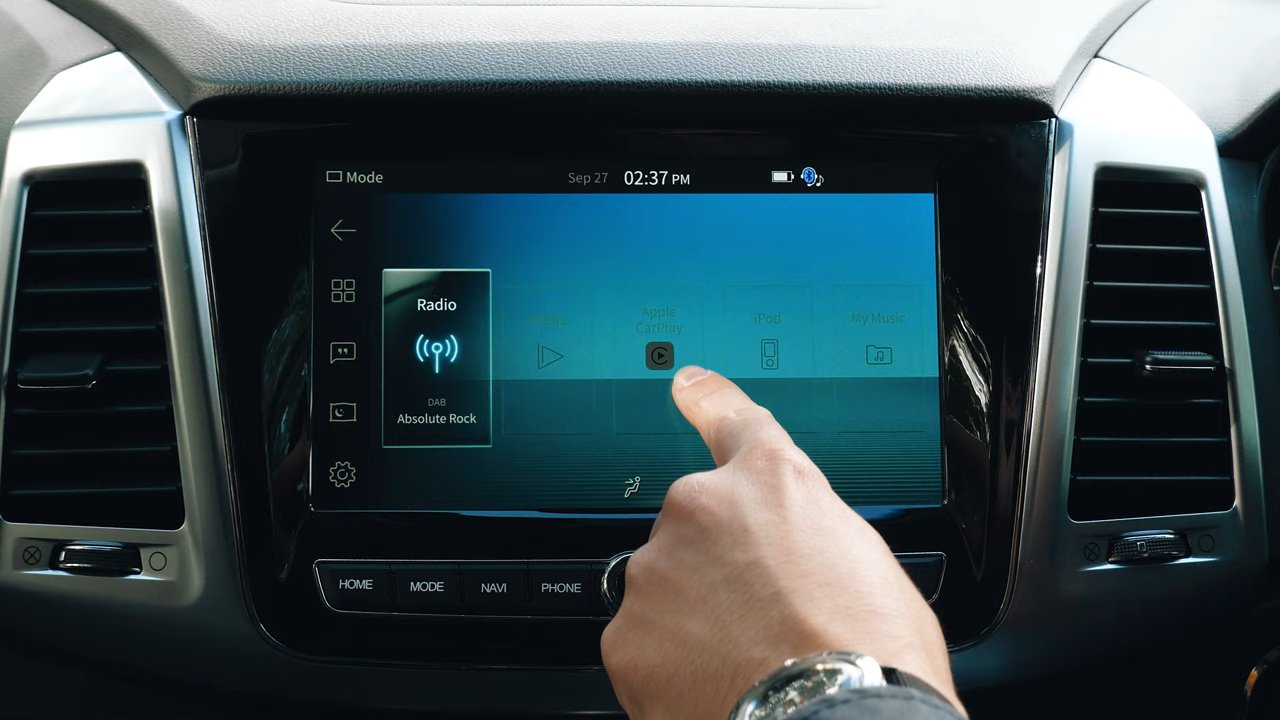 Mode
Sep 27 02:37 PM
Radio
DAB
Absolute Rock
Apple
CarPlay
iPod
My Music
HOME
MODE
NAVI
PHONE